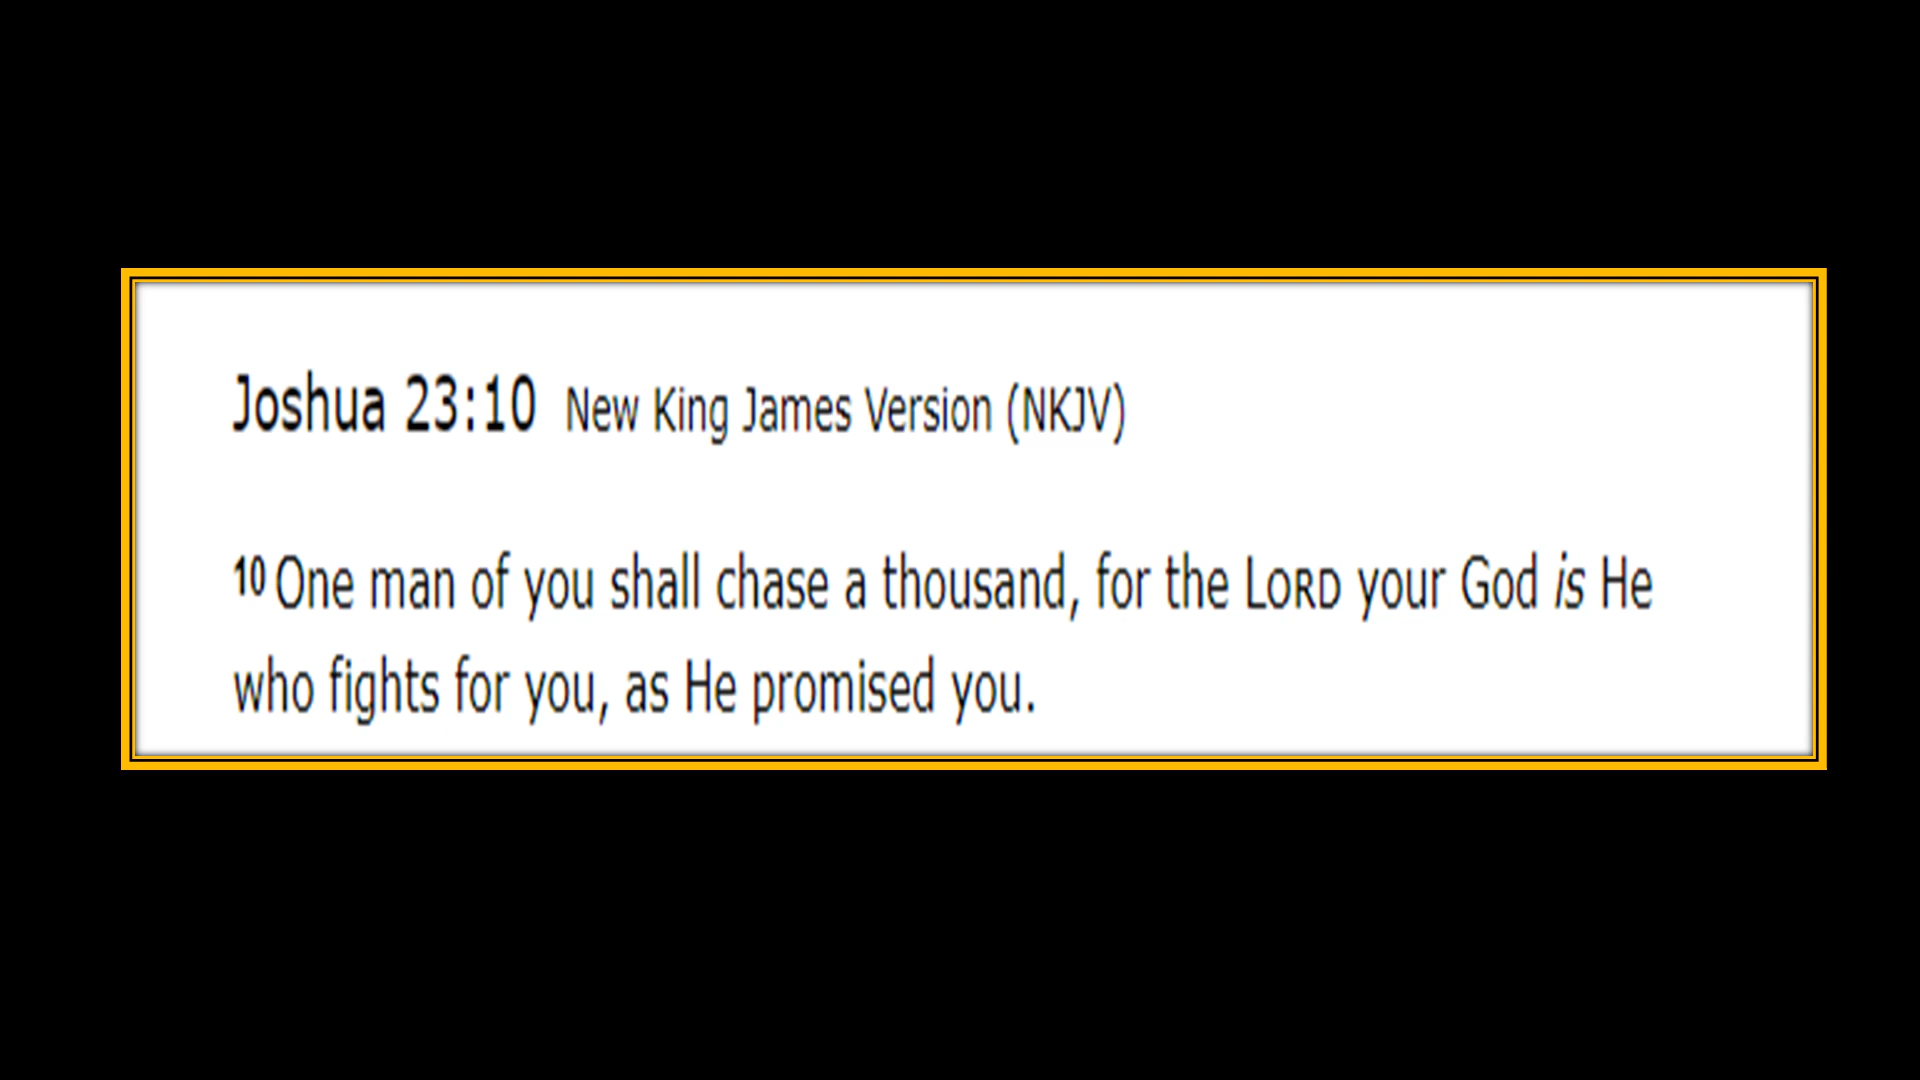 Joshua 23:10 New King James Version (NKJV)
10 One man of you shall chase a thousand, for the LORD your God is He
who fights for you, as He promised you.